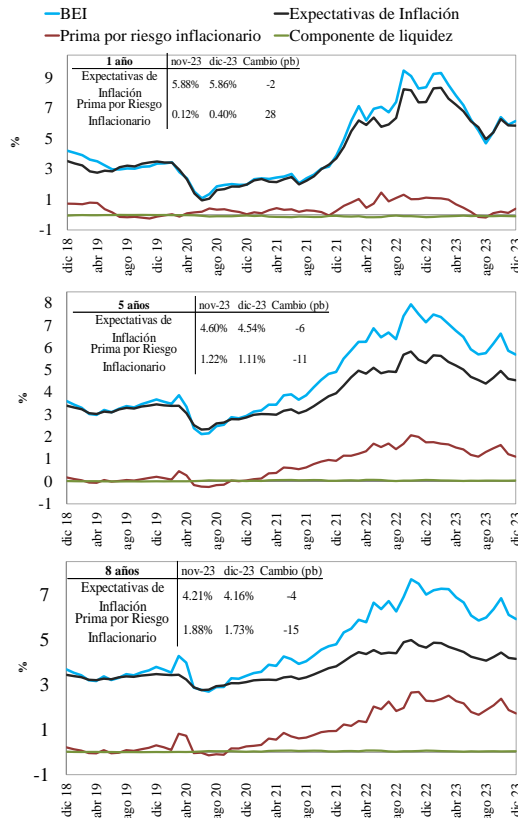 BEI Expectativas de Inflación
Prima por riesgo inflacionario Componente de liquidez
1 año nov-23 dic-23 Cambio (pb)
Expectativas de Inflación 5.88% 5.86% -2
Prima por Riesgo Inflacionario 0.12% 0.40% 28
%
9
7
5
3
1
-1
dic 18 abr 19 ago 19 dic 19 abr 20 ago 20 dic 20 abr 21 ago 21 dic 21 abr 22 ago 22 dic 22 abr 23 ago 23 dic 23
5 años nov-23 dic-23 Cambio (pb)
Expectativas de Inflación 4.60% 4.54% -6
Prima por Riesgo Inflacionario 1.22% 1.11% -11
%
8
7
6
5
4
3
2
1
0
-1
dic 18 abr 19 ago 19 dic 19 abr 20 ago 20 dic 20 abr 21 ago 21 dic 21 abr 22 ago 22 dic 22 abr 23 ago 23 dic 23
8 años nov-23 dic-23 Cambio (pb)
Expectativas de Inflación 4.21% 4.16% -4
Prima por Riesgo Inflacionario 1.88% 1.73% -15
%
7
5
3
1
-1
dic 18 abr 19 ago 19 dic 19 abr 20 ago 20 dic 20 abr 21 ago 21 dic 21 abr 22 ago 22 dic 22 abr 23 ago 23 dic 23